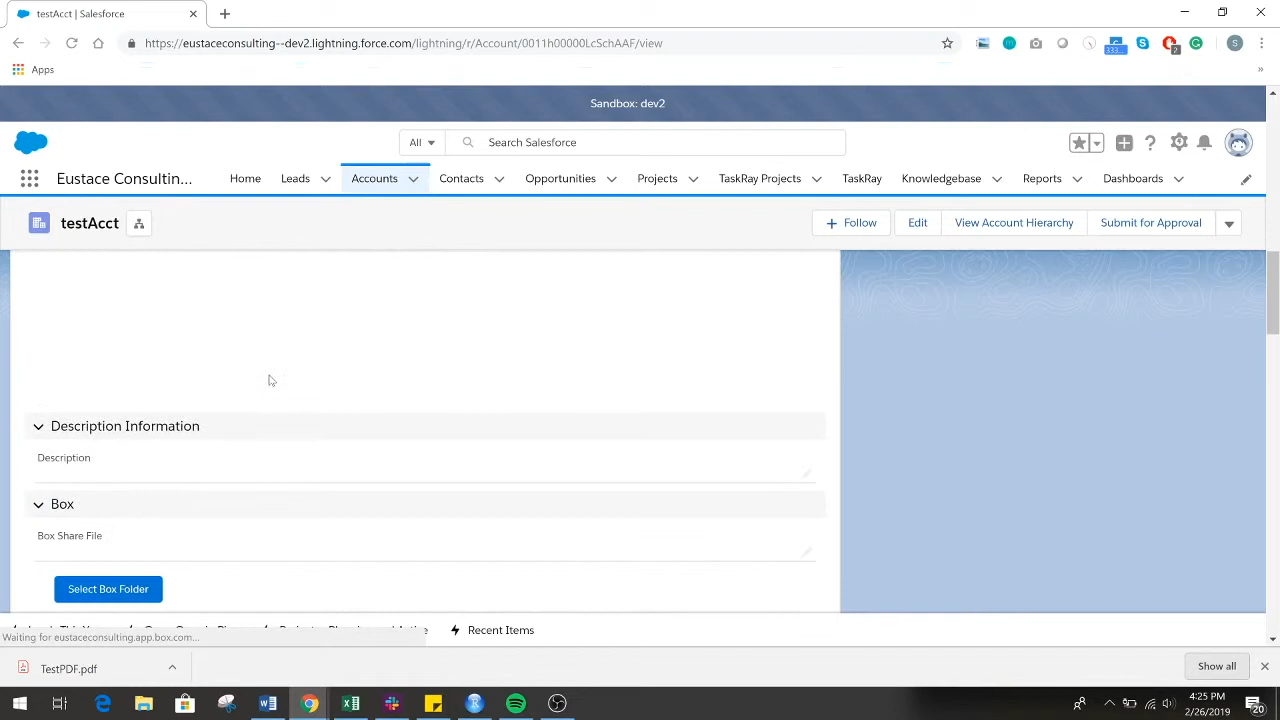 testAcct | Salesforce
https://eustaceconsulting--dev2.lightning.force.com/lightning/r/Account/0011h00000LcSchAAF/view
333...
2
S
Apps
Sandbox: dev2
All
Search Salesforce
Eustace Consultin...
Home
Leads
Accounts
Contacts
Opportunities
Projects
TaskRay Projects
TaskRay
Knowledgebase
Reports
Dashboards
testAcct
Follow
Edit
View Account Hierarchy
Submit for Approval
Description Information
Description
Box
Box Share File
Select Box Folder
Recent Items
Waiting for eustaceconsulting.app.box.com...
TestPDF.pdf
Show all
4:25 PM
2/26/2019
20